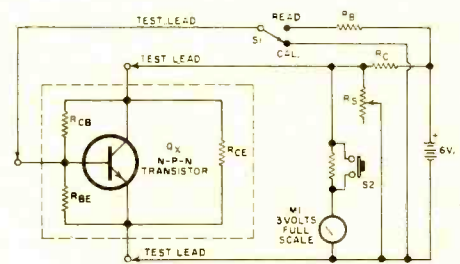 TEST LEAD
READ
RB
S1
CAL.
TEST LEAD
RC
RCB
QX
N-P-N
TRANSISTOR
RCE
RS
+
6V.
RBE
S2
M1
3 VOLTS
FULL
SCALE
TEST LEAD